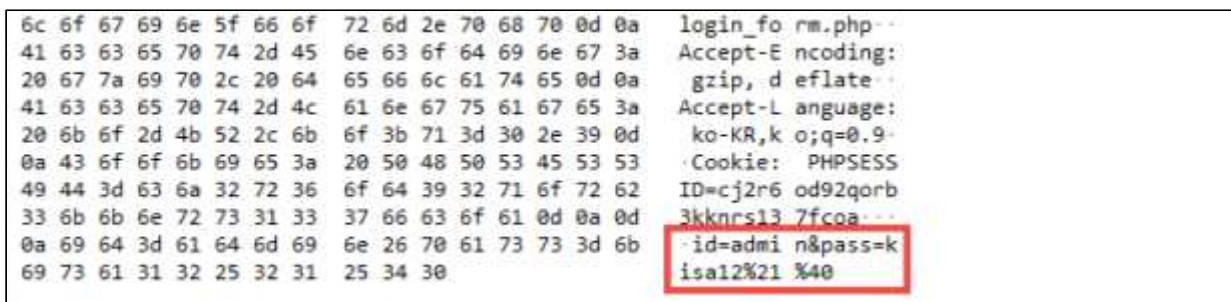 6c 6f 67 69 6e 5f 66 6f 72 6d 2e 70 68 70 0d 0a login_fo rm.php··
41 63 63 65 70 74 2d 45 6e 63 6f 64 69 6e 67 3a Accept-E ncoding:
20 67 7a 69 70 2c 20 64 65 66 6c 61 74 65 0d 0a gzip, d eflate··
41 63 63 65 70 74 2d 4c 61 6e 67 75 61 67 65 3a Accept-L anguage:
20 6b 6f 2d 4b 52 2c 6b 6f 3b 71 3d 30 2e 39 0d ko-KR,k o;q=0.9·
0a 43 6f 6f 6b 69 65 3a 20 50 48 50 53 45 53 53 ·Cookie: PHPSESS
49 44 3d 63 6a 32 72 36 6f 64 39 32 71 6f 72 62 ID=cj2r6 od92qorb
33 6b 6b 6e 72 73 31 33 37 66 63 6f 61 0d 0a 0d 3kknrs13 7fcoa···
0a 69 64 3d 61 64 6d 69 6e 26 70 61 73 73 3d 6b ·id=admi n&pass=k
69 73 61 31 32 25 32 31 25 34 30 isa12%21 %40